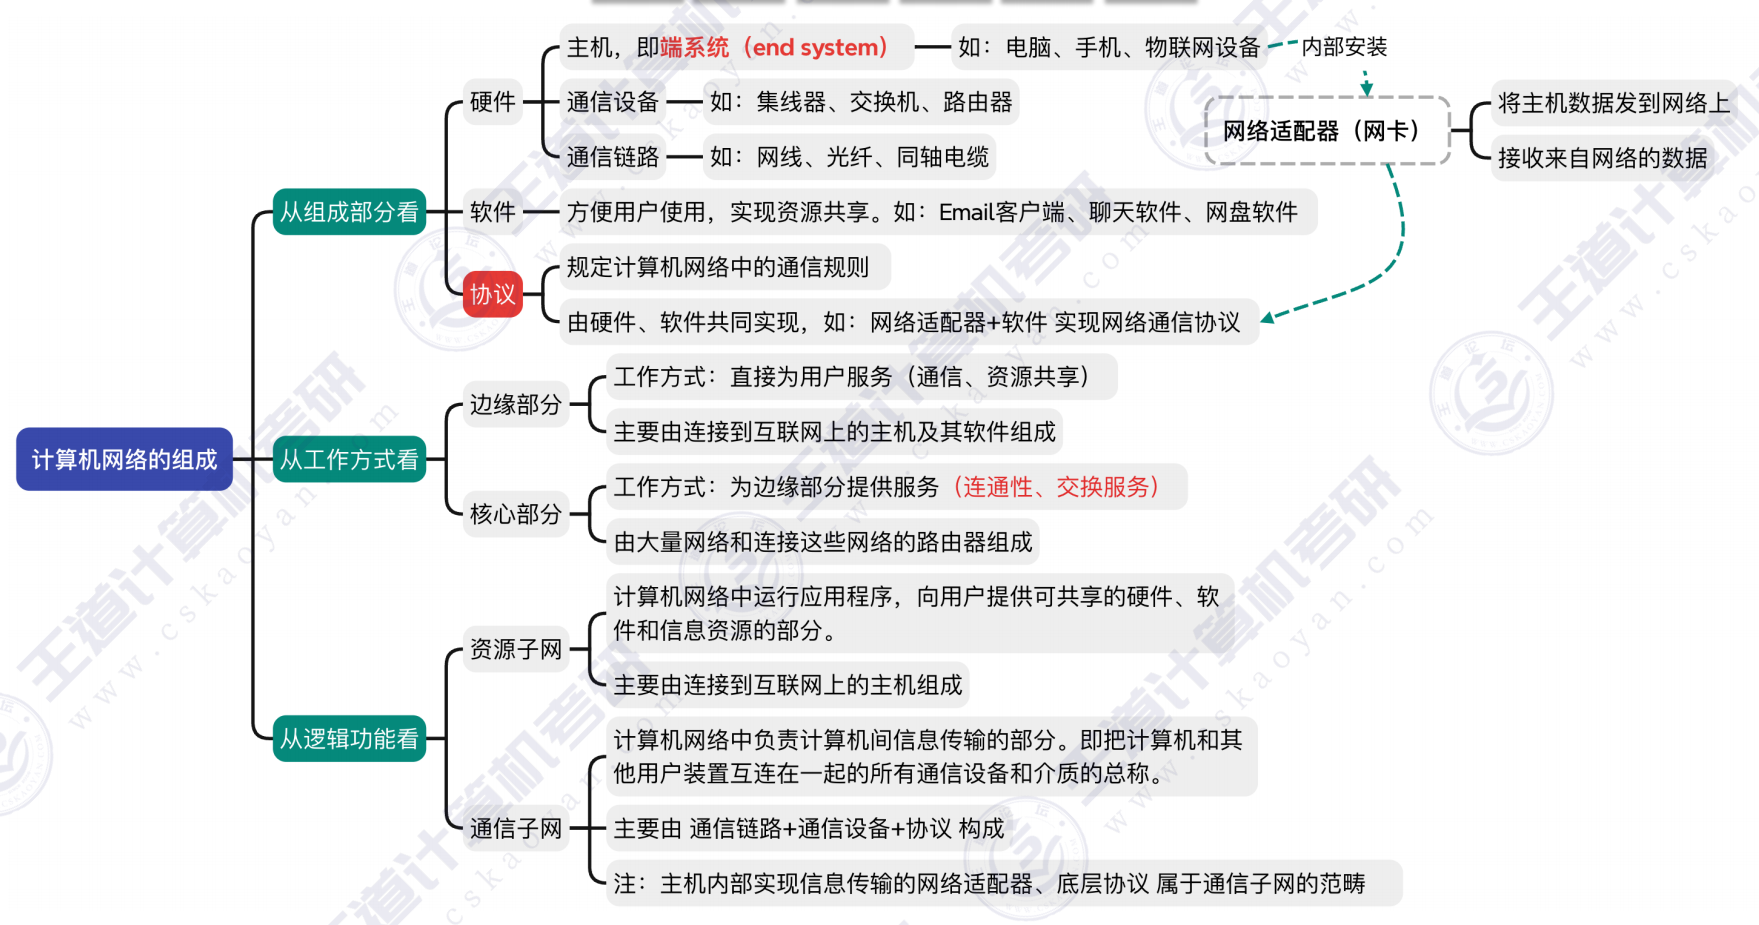 计算机网络的组成
从组成部分看
硬件
主机，即端系统（end system）
如：电脑、手机、物联网设备
内部安装
网络适配器（网卡）
将主机数据发到网络上
接收来自网络的数据
通信设备
如：集线器、交换机、路由器
通信链路
如：网线、光纤、同轴电缆
软件
方便用户使用，实现资源共享。如：Email客户端、聊天软件、网盘软件
协议
规定计算机网络中的通信规则
由硬件、软件共同实现，如：网络适配器+软件 实现网络通信协议
从工作方式看
边缘部分
工作方式：直接为用户服务（通信、资源共享）
主要由连接到互联网上的主机及其软件组成
核心部分
工作方式：为边缘部分提供服务（连通性、交换服务）
由大量网络和连接这些网络的路由器组成
从逻辑功能看
资源子网
计算机网络中运行应用程序，向用户提供可共享的硬件、软
件和信息资源的部分。
主要由连接到互联网上的主机组成
通信子网
计算机网络中负责计算机间信息传输的部分。即把计算机和其
他用户装置互连在一起的所有通信设备和介质的总称。
主要由 通信链路+通信设备+协议 构成
注：主机内部实现信息传输的网络适配器、底层协议 属于通信子网的范畴
王道计算机考研
www.cskaoyan.com